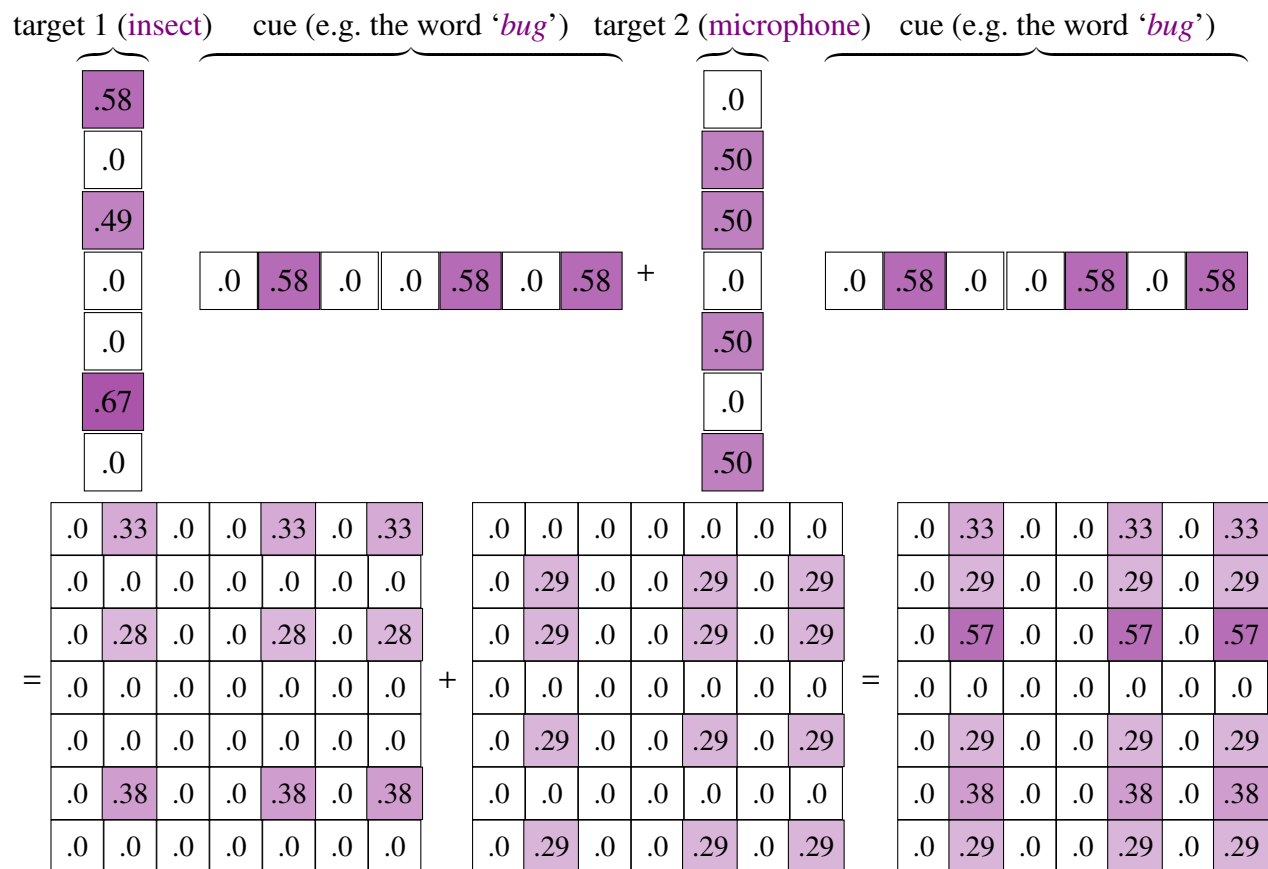 target 1 (insect) cue (e.g. the word ‘bug’) target 2 (microphone) cue (e.g. the word ‘bug’)
.58 .0
.0 .50
.49 .50
.0 .0 .58 .0 .0 .58 .0 .58 + .0 .0 .58 .0 .0 .58 .0 .58
.0 .50
.67 .0
.0 .50
.0 .33 .0 .0 .33 .0 .33 .0 .0 .0 .0 .0 .0 .0 .0 .33 .0 .0 .33 .0 .33
.0 .0 .0 .0 .0 .0 .0 .0 .29 .0 .0 .29 .0 .29 .0 .29 .0 .0 .29 .0 .29
.0 .28 .0 .0 .28 .0 .28 .0 .29 .0 .0 .29 .0 .29 .0 .57 .0 .0 .57 .0 .57
= .0 .0 .0 .0 .0 .0 .0 + .0 .0 .0 .0 .0 .0 .0 = .0 .0 .0 .0 .0 .0 .0
.0 .0 .0 .0 .0 .0 .0 .0 .29 .0 .0 .29 .0 .29 .0 .29 .0 .0 .29 .0 .29
.0 .38 .0 .0 .38 .0 .38 .0 .0 .0 .0 .0 .0 .0 .0 .38 .0 .0 .38 .0 .38
.0 .0 .0 .0 .0 .0 .0 .0 .29 .0 .0 .29 .0 .29 .0 .29 .0 .0 .29 .0 .29